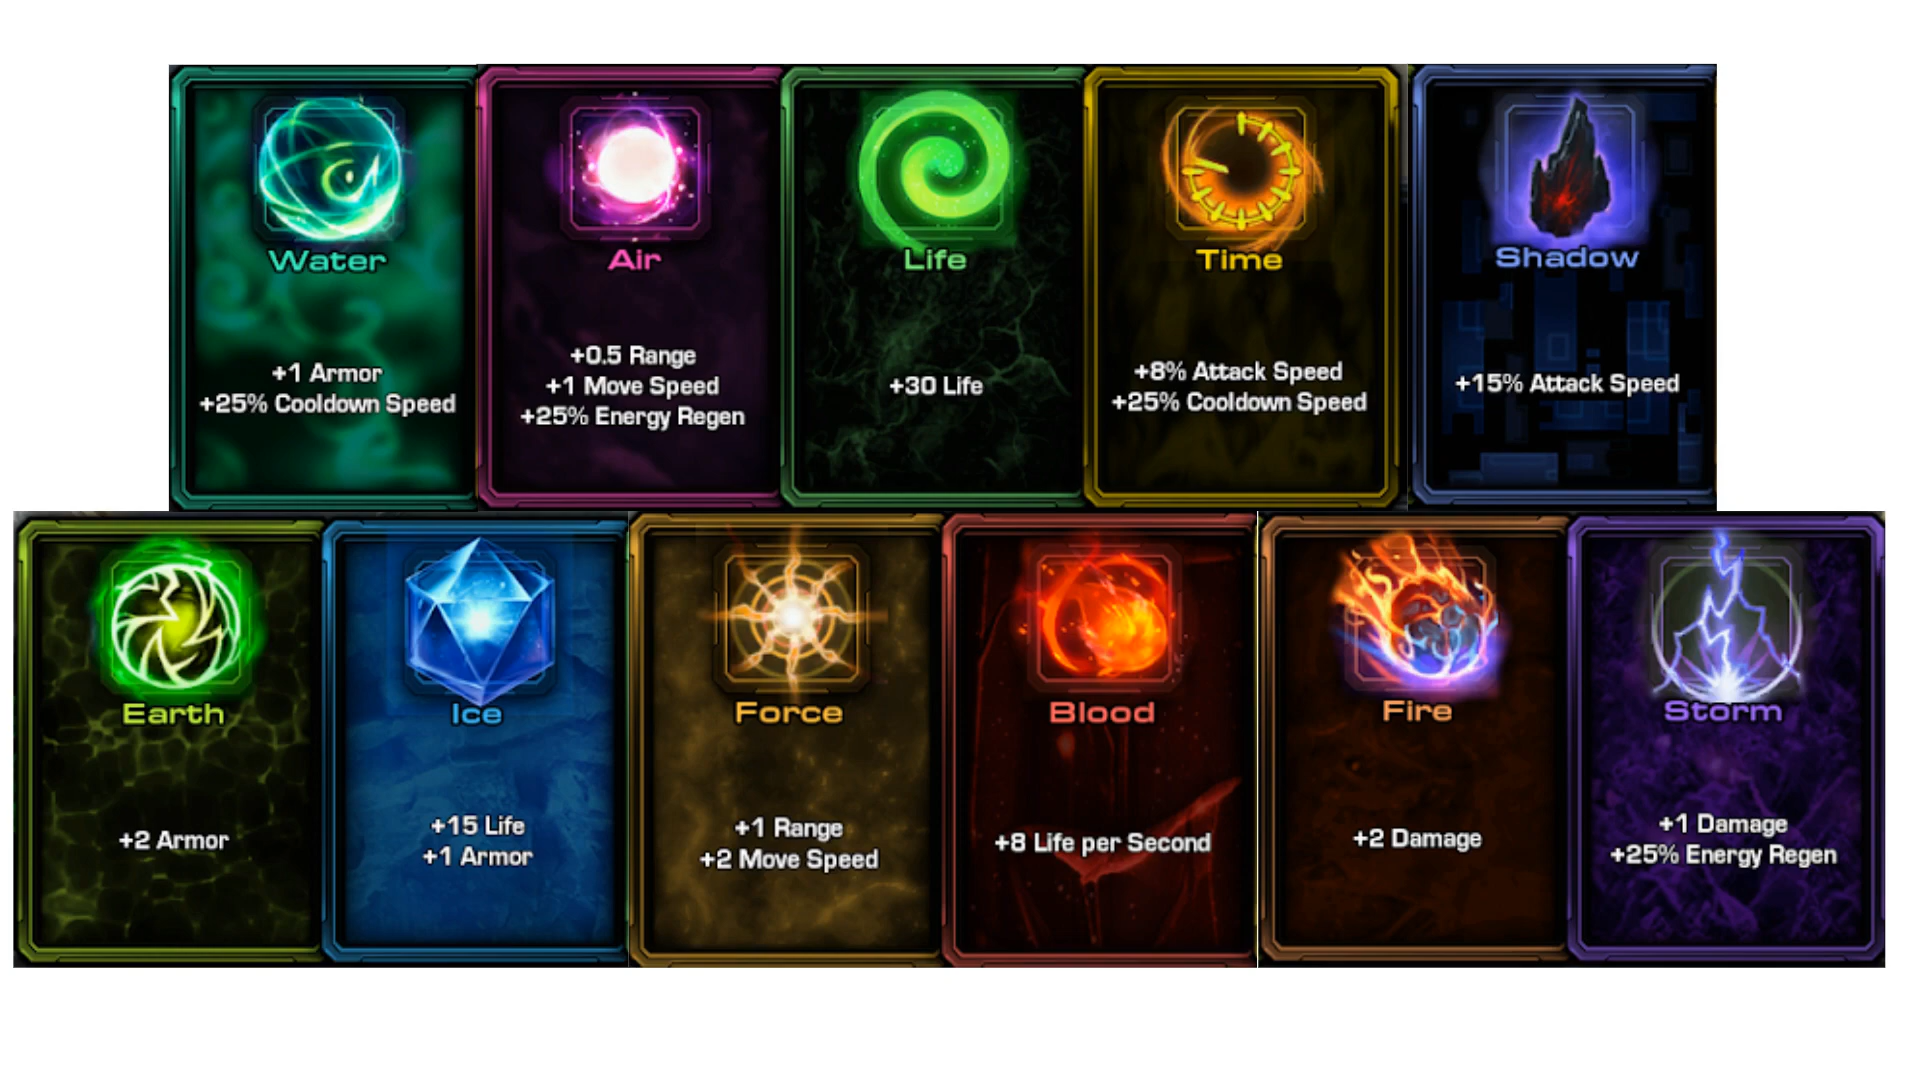 Water
+1 Armor
+25% Cooldown Speed
Air
+0.5 Range
+1 Move Speed
+25% Energy Regen
Life
+30 Life
Time
+8% Attack Speed
+25% Cooldown Speed
Shadow
+15% Attack Speed
Earth
+2 Armor
Ice
+15 Life
+1 Armor
Force
+1 Range
+2 Move Speed
Blood
+8 Life per Second
Fire
+2 Damage
Storm
+1 Damage
+25% Energy Regen